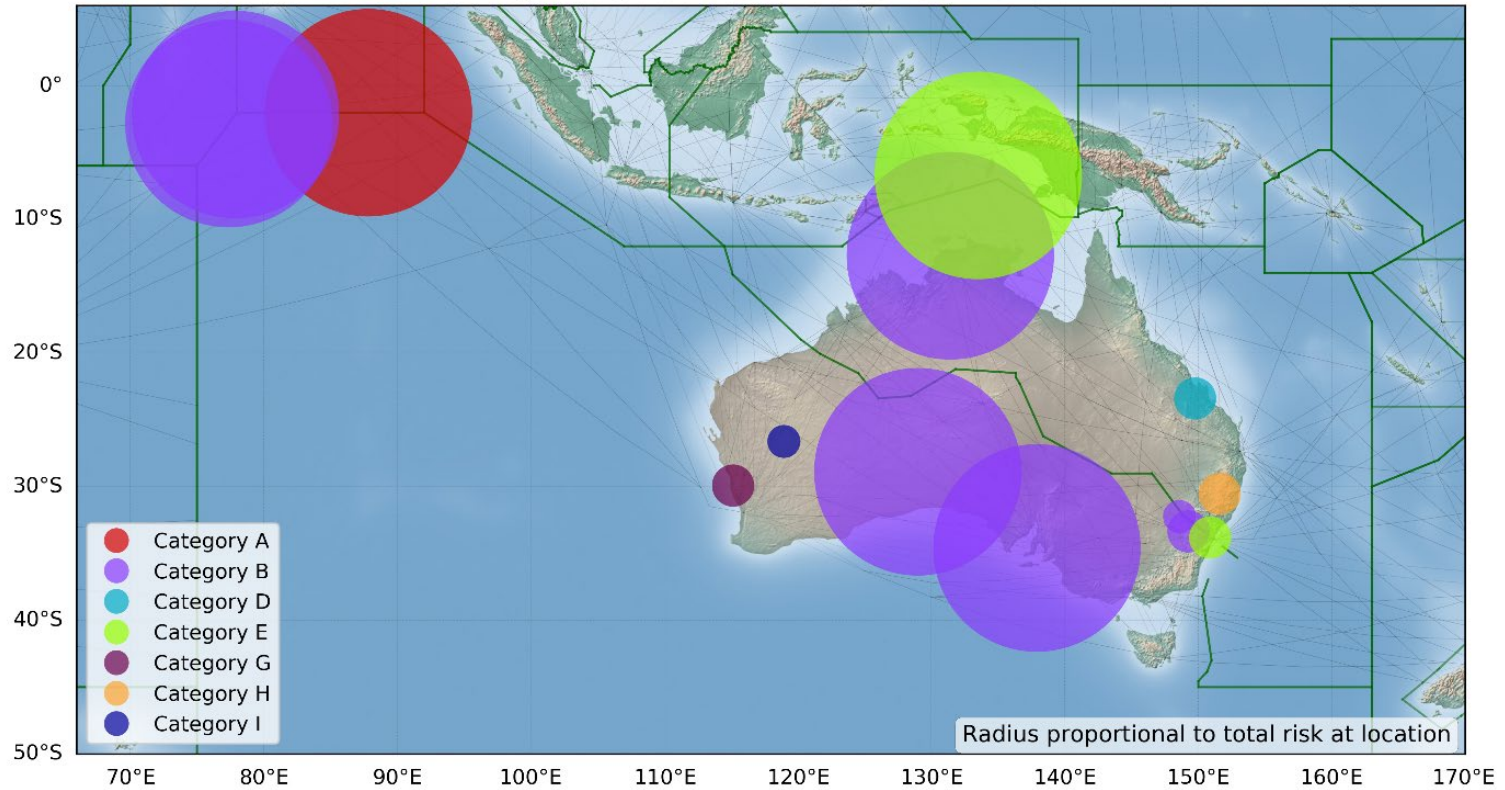 0°
10°S
20°S
30°S
40°S
50°S
Category A
Category B
Category D
Category E
Category G
Category H
Category I
Radius proportional to total risk at location
70°E 80°E 90°E 100°E 110°E 120°E 130°E 140°E 150°E 160°E 170°E